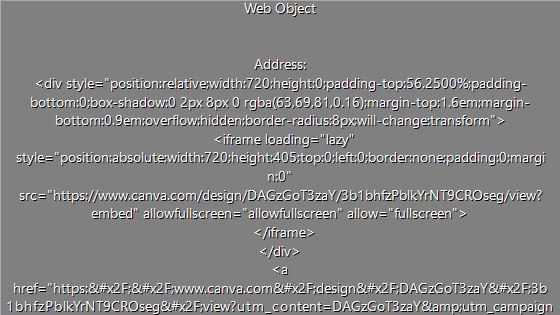 Web Object
Address:
<div style="position:relative;width:720;height:0;padding-top:56.2500%;padding-
bottom:0;box-shadow:0 2px 8px 0 rgba(63,69,81,0.16);margin-top:1.6em;margin-
bottom:0.9em;overflow:hidden;border-radius:8px;will-change:transform">
<iframe loading="lazy"
style="position:absolute;width:720;height:405;top:0;left:0;border:none;padding:0;margi
n:0"
src="https://www.canva.com/design/DAGzGoT3zaY/3b1bhfzPblkYrNT9CROseg/view?
embed" allowfullscreen="allowfullscreen" allow="fullscreen">
</iframe>
</div>
<a
href="https:&#x2F;&#x2F;www.canva.com&#x2F;design&#x2F;DAGzGoT3zaY&#x2F;3b
1bhfzPblkYrNT9CROseg&#x2F;view?utm_content=DAGzGoT3zaY&amp;utm_campaign